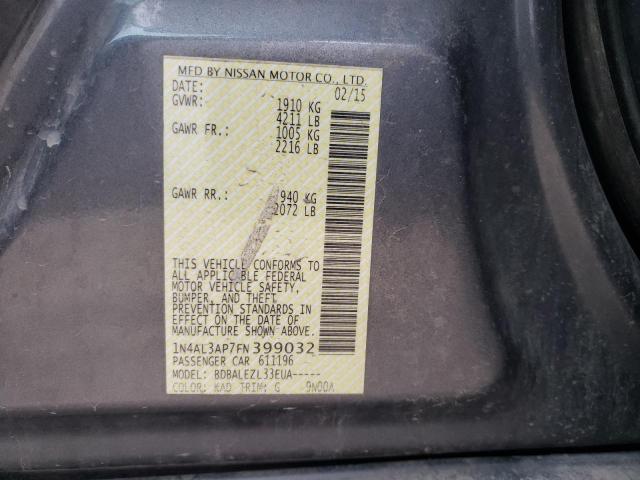 MFD BY NISSAN MOTOR CO., LTD.
DATE: 02/15
GVWR: 1910 KG
4211 LB
GAWR FR.: 1005 KG
2216 LB
GAWR RR.: 940 KG
2072 LB
THIS VEHICLE CONFORMS TO
ALL APPLICABLE FEDERAL
MOTOR VEHICLE SAFETY,
BUMPER, AND THEFT
PREVENTION STANDARDS IN
EFFECT ON THE DATE OF
MANUFACTURE SHOWN ABOVE.
1N4AL3AP7FN399032
PASSENGER CAR 611196
MODEL: BDBALEZL33EUA-----
COLOR: KAD TRIM: G 9N00A